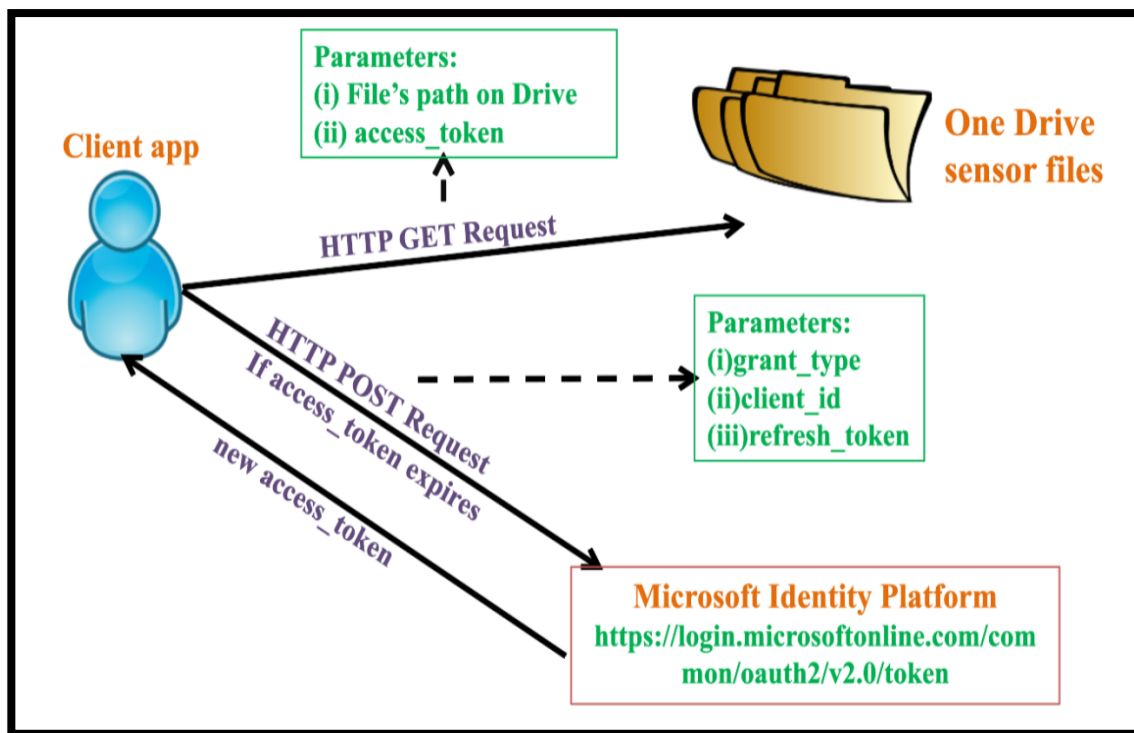 Parameters:
(i) File's path on Drive
(ii) access_token
Client app
One Drive
sensor files
HTTP GET Request
Parameters:
(i)grant_type
(ii)client_id
(iii)refresh_token
HTTP POST Request
If access_token expires
new access_token
Microsoft Identity Platform
https://login.microsoftonline.com/com
mon/oauth2/v2.0/token